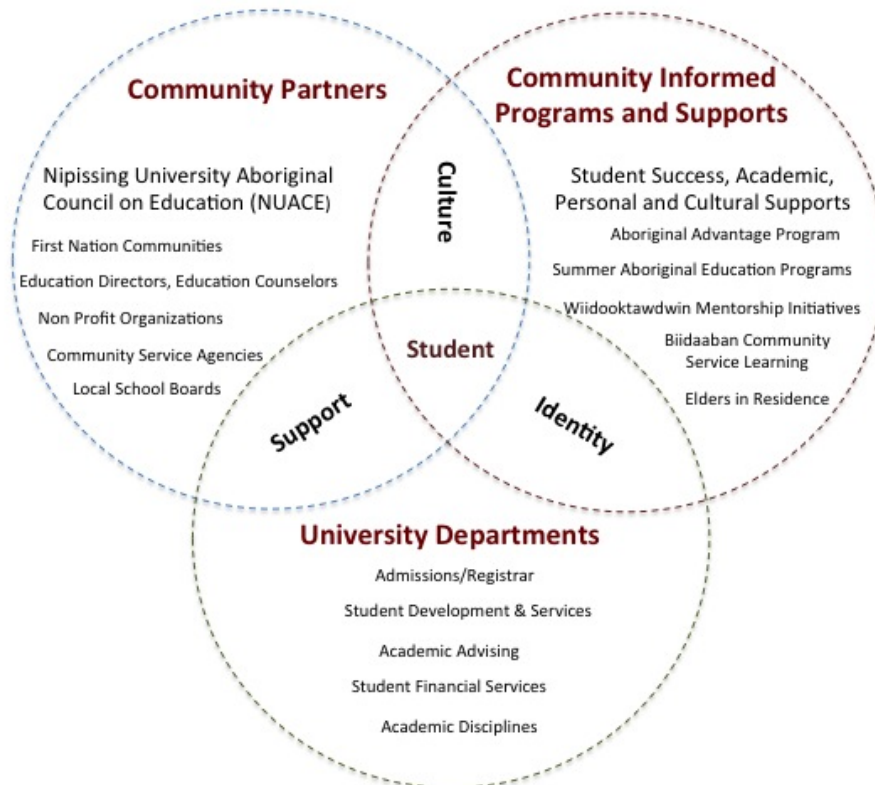 Community Partners
Nipissing University Aboriginal
Council on Education (NUACE)
First Nation Communities
Education Directors, Education Counselors
Non Profit Organizations
Community Service Agencies
Local School Boards
Community Informed
Programs and Supports
Student Success, Academic,
Personal and Cultural Supports
Aboriginal Advantage Program
Summer Aboriginal Education Programs
Wiidooktawdwin Mentorship Initiatives
Biidaaban Community
Service Learning
Elders in Residence
Culture
Student
Support
Identity
University Departments
Admissions/Registrar
Student Development & Services
Academic Advising
Student Financial Services
Academic Disciplines